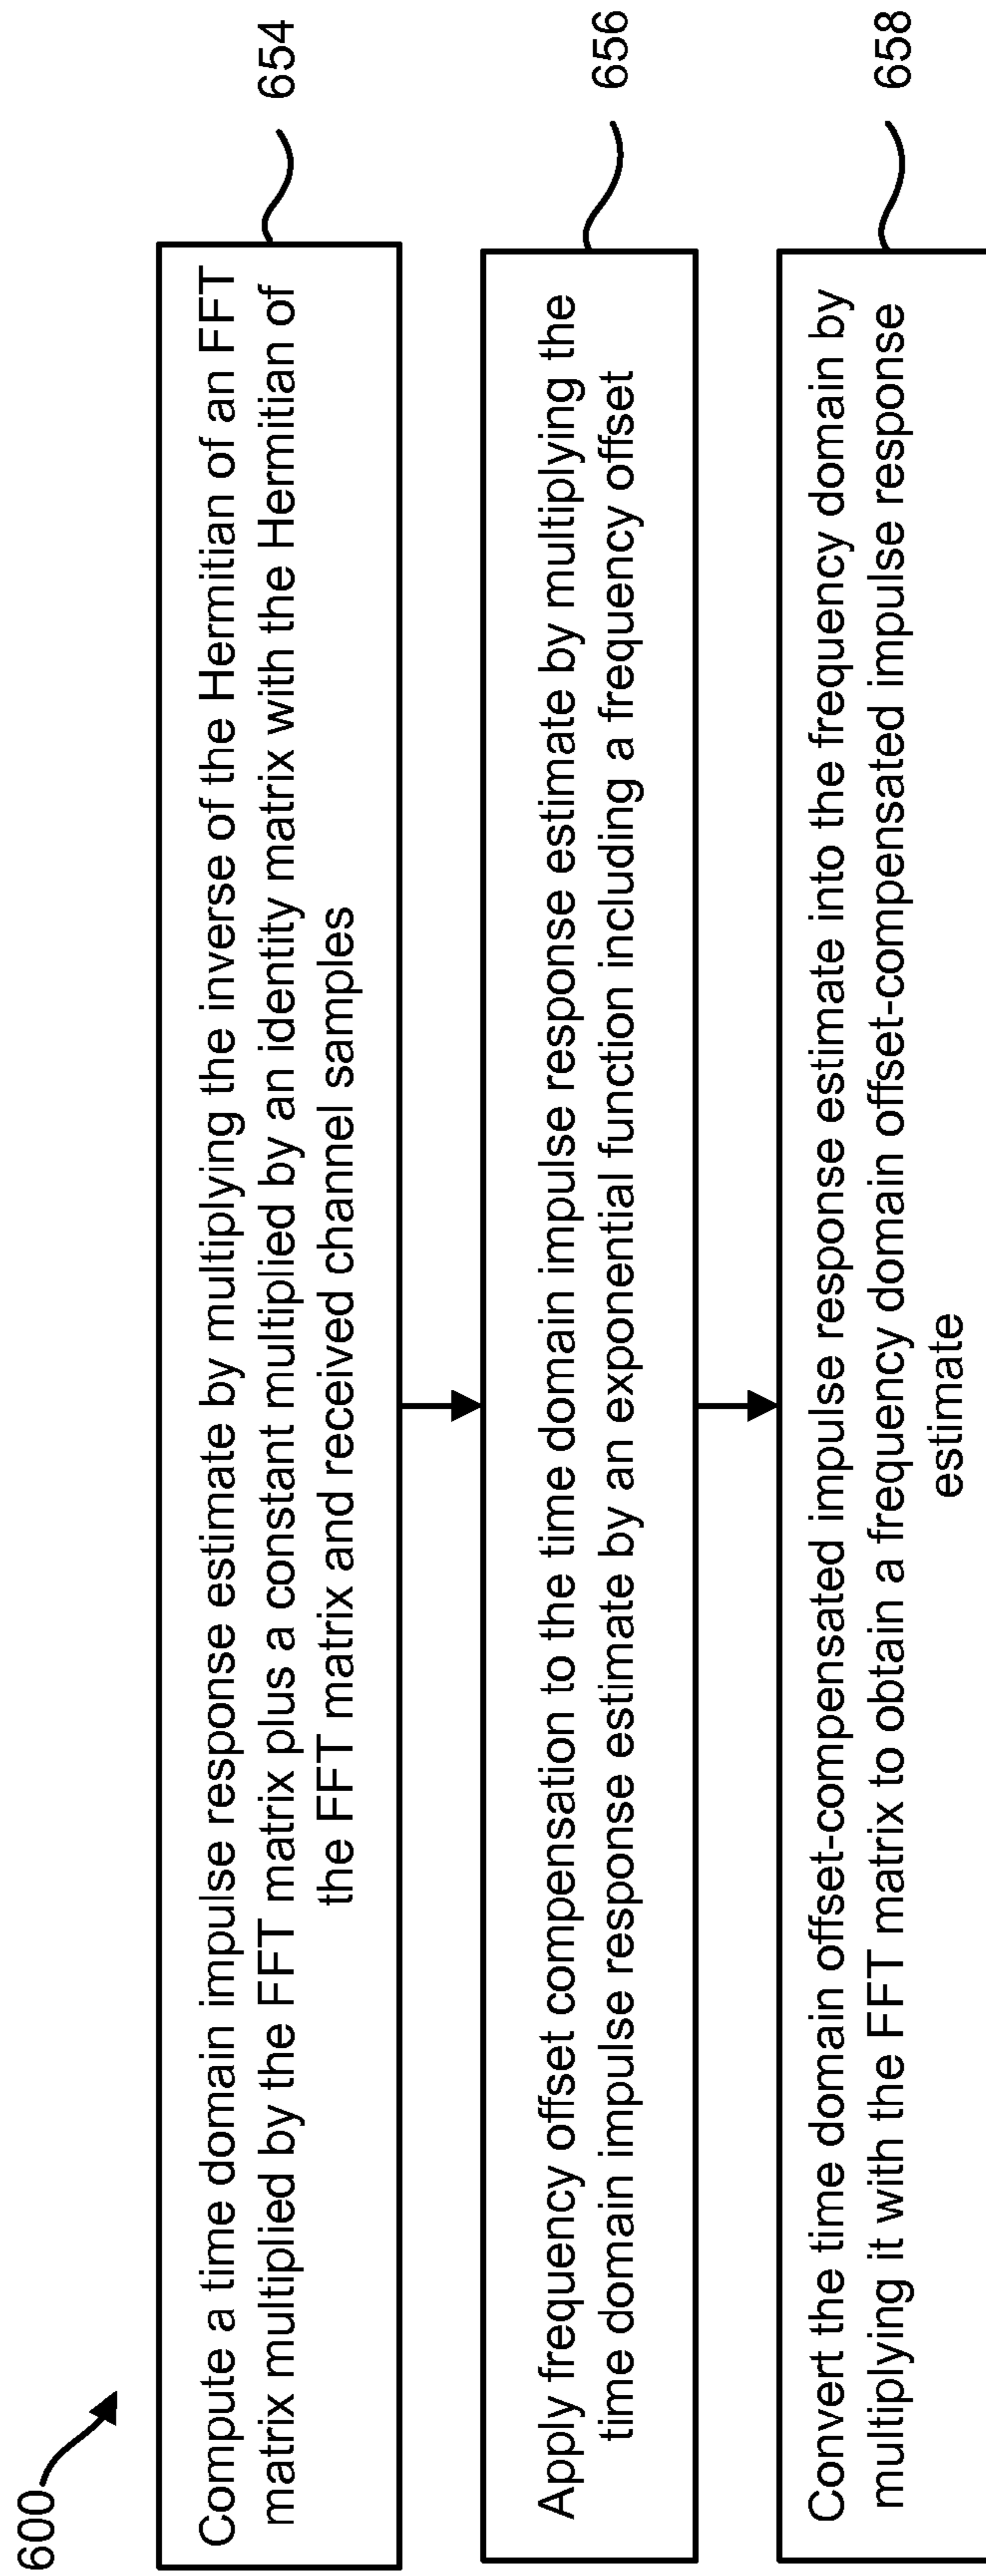 600
Compute a time domain impulse response estimate by multiplying the inverse of the Hermitian of an FFT
matrix multiplied by the FFT matrix plus a constant multiplied by an identity matrix with the Hermitian of
the FFT matrix and received channel samples
654
Apply frequency offset compensation to the time domain impulse response estimate by multiplying the
time domain impulse response estimate by an exponential function including a frequency offset
656
Convert the time domain offset-compensated impulse response estimate into the frequency domain by
multiplying it with the FFT matrix to obtain a frequency domain offset-compensated impulse response
estimate
658